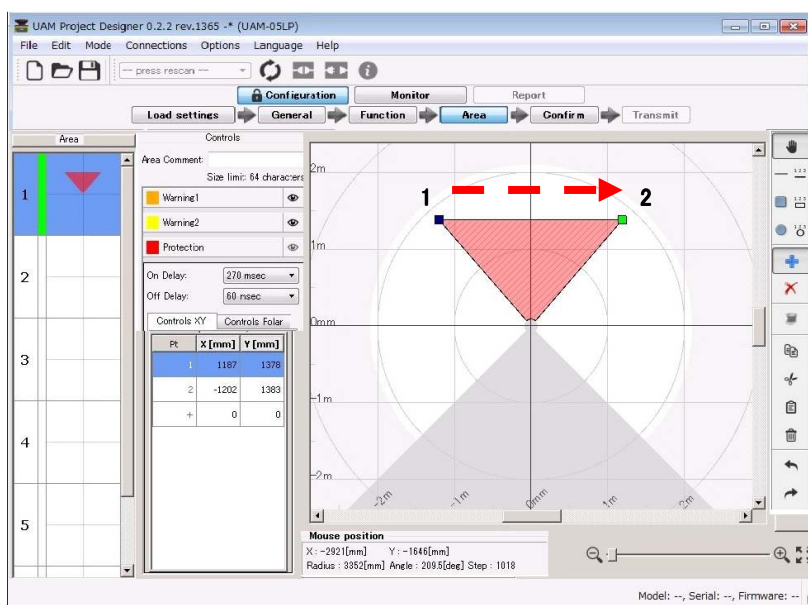 UAM Project Designer 0.2.2 rev.1365 -* (UAM-05LP)
File Edit Mode Connections Options Language Help
-- press rescan --
Configuration Monitor Report
Load settings General Function Area Confirm Transmit
Area
1
2
3
4
5
Controls
Area Comment:
Size limit: 64 characters
Warning1
Warning2
Protection
On Delay: 270 msec
Off Delay: 60 msec
Controls XY Controls Polar
Pt X [mm] Y [mm]
1 1187 1378
2 -1202 1383
+ 0 0
2m
1m
0mm
-1m
-2m
1 2
-2m -1m 0mm 1m 2m
123
123
123
Mouse position
X : -2921[mm] Y : -1646[mm]
Radius : 3352[mm] Angle : 209.5[deg] Step : 1018
Model: --, Serial: --, Firmware: --